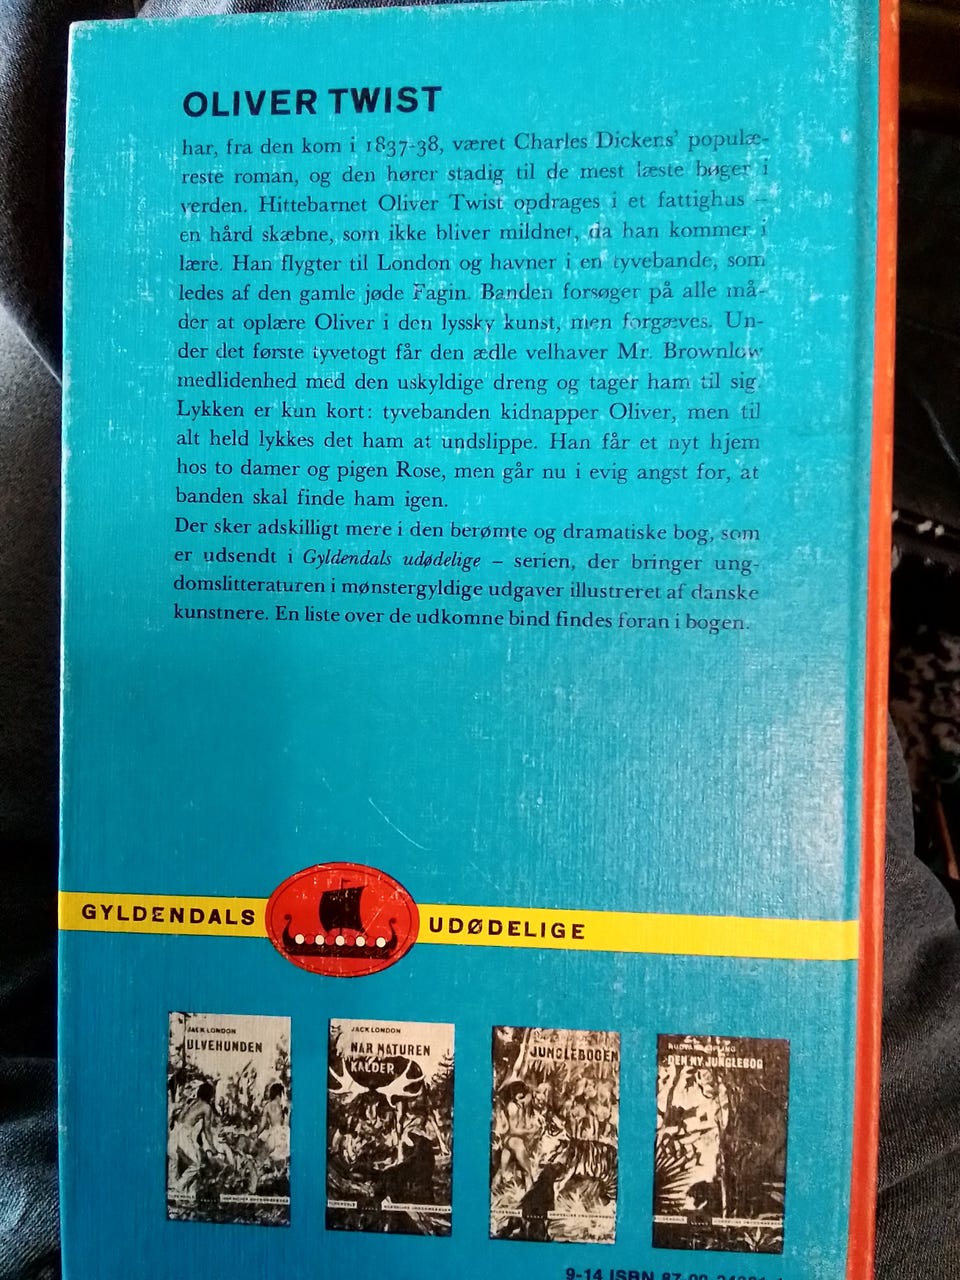 OLIVER TWIST
har, fra den kom i 1837-38, været Charles Dickens' populæ-
reste roman, og den hører stadig til de mest læste bøger i
verden. Hittebarnet Oliver Twist opdrages i et fattighus –
en hård skæbne, som ikke bliver mildnet, da han kommer i
lære. Han flygter til London og havner i en tyvebande, som
ledes af den gamle jøde Fagin. Banden forsøger på alle må-
der at oplære Oliver i den lyssky kunst, men forgæves. Un-
der det første tyvetogt får den ædle velhaver Mr. Brownlow
medlidenhed med den uskyldige dreng og tager ham til sig.
Lykken er kun kort: tyvebanden kidnapper Oliver, men til
alt held lykkes det ham at undslippe. Han får et nyt hjem
hos to damer og pigen Rose, men går nu i evig angst for, at
banden skal finde ham igen.
Der sker adskilligt mere i den berømte og dramatiske bog, som
er udsendt i Gyldendals udødelige – serien, der bringer ung-
domslitteraturen i mønstergyldige udgaver illustreret af danske
kunstnere. En liste over de udkomne bind findes foran i bogen.
GYLDENDALS UDØDELIGE
JACK LONDON
ULVEHUNDEN
JACK LONDON
NÅR NATUREN
KALDER
JUNGLEBOGEN
DEN NY JUNGLEBOG
9-14 ISBN 87-00